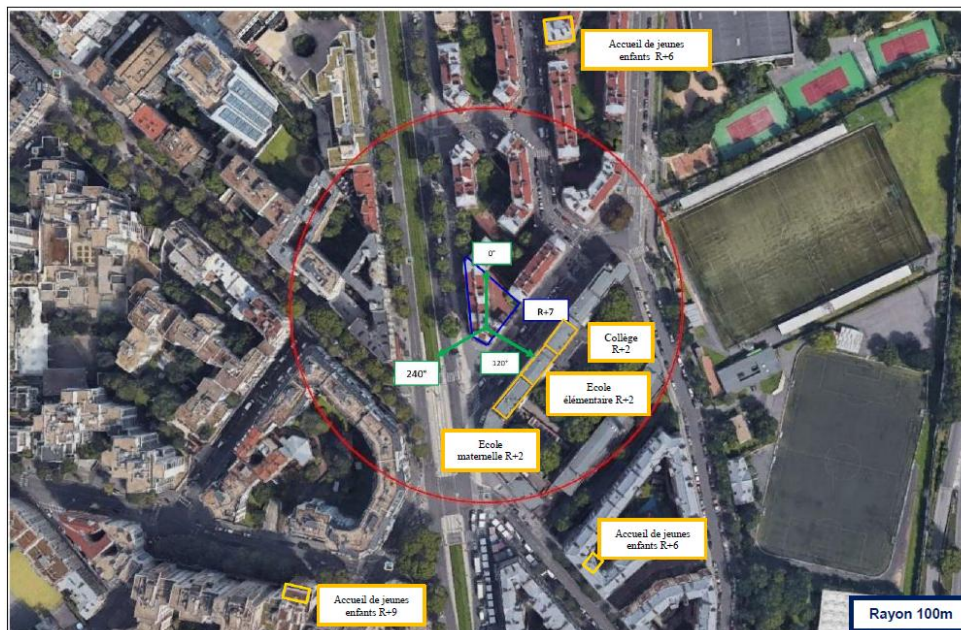 Accueil de jeunes
enfants R+6
0°
R+7
Collège
R+2
240°
120°
Ecole
élémentaire R+2
Ecole
maternelle R+2
Accueil de jeunes
enfants R+6
Accueil de jeunes
enfants R+9
Rayon 100m